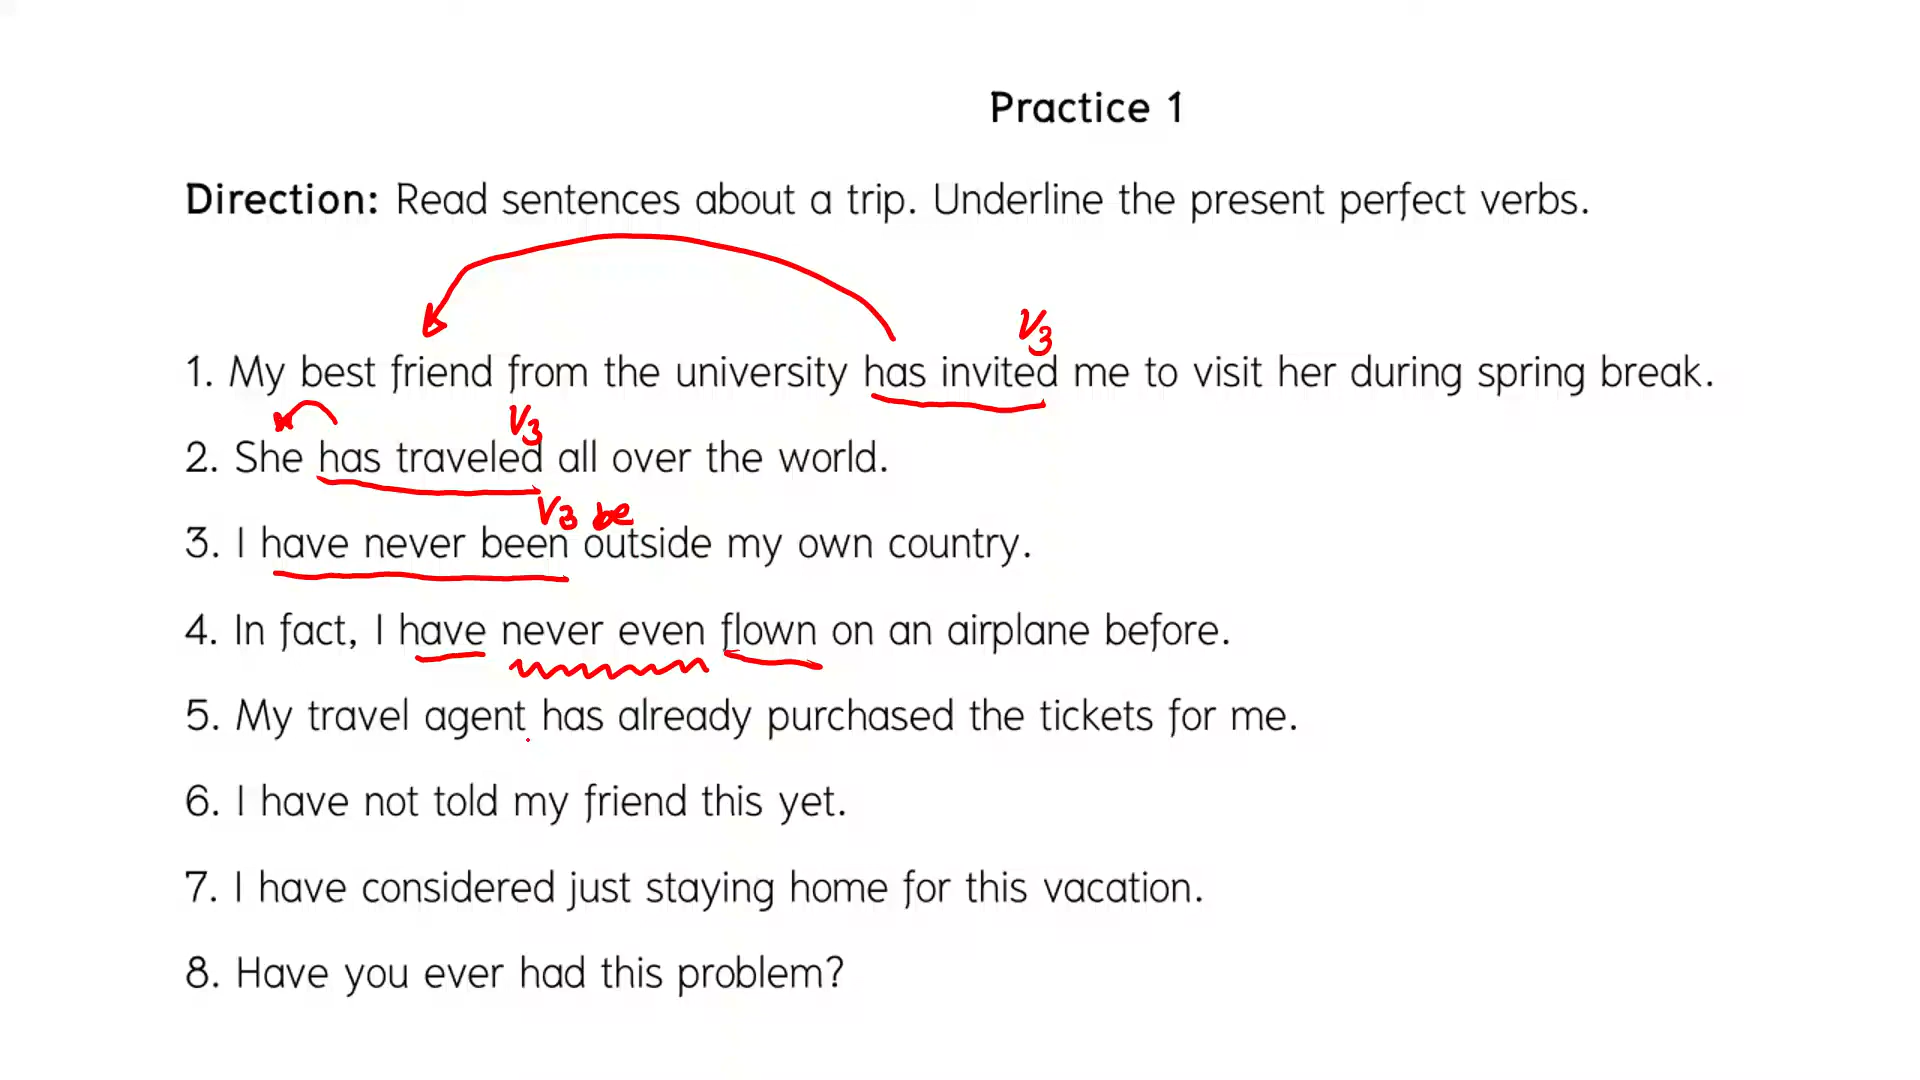 Practice 1
Direction: Read sentences about a trip. Underline the present perfect verbs.
V3
1. My best friend from the university has invited me to visit her during spring break.
V3
2. She has traveled all over the world.
V3 be
3. I have never been outside my own country.
4. In fact, I have never even flown on an airplane before.
5. My travel agent has already purchased the tickets for me.
6. I have not told my friend this yet.
7. I have considered just staying home for this vacation.
8. Have you ever had this problem?